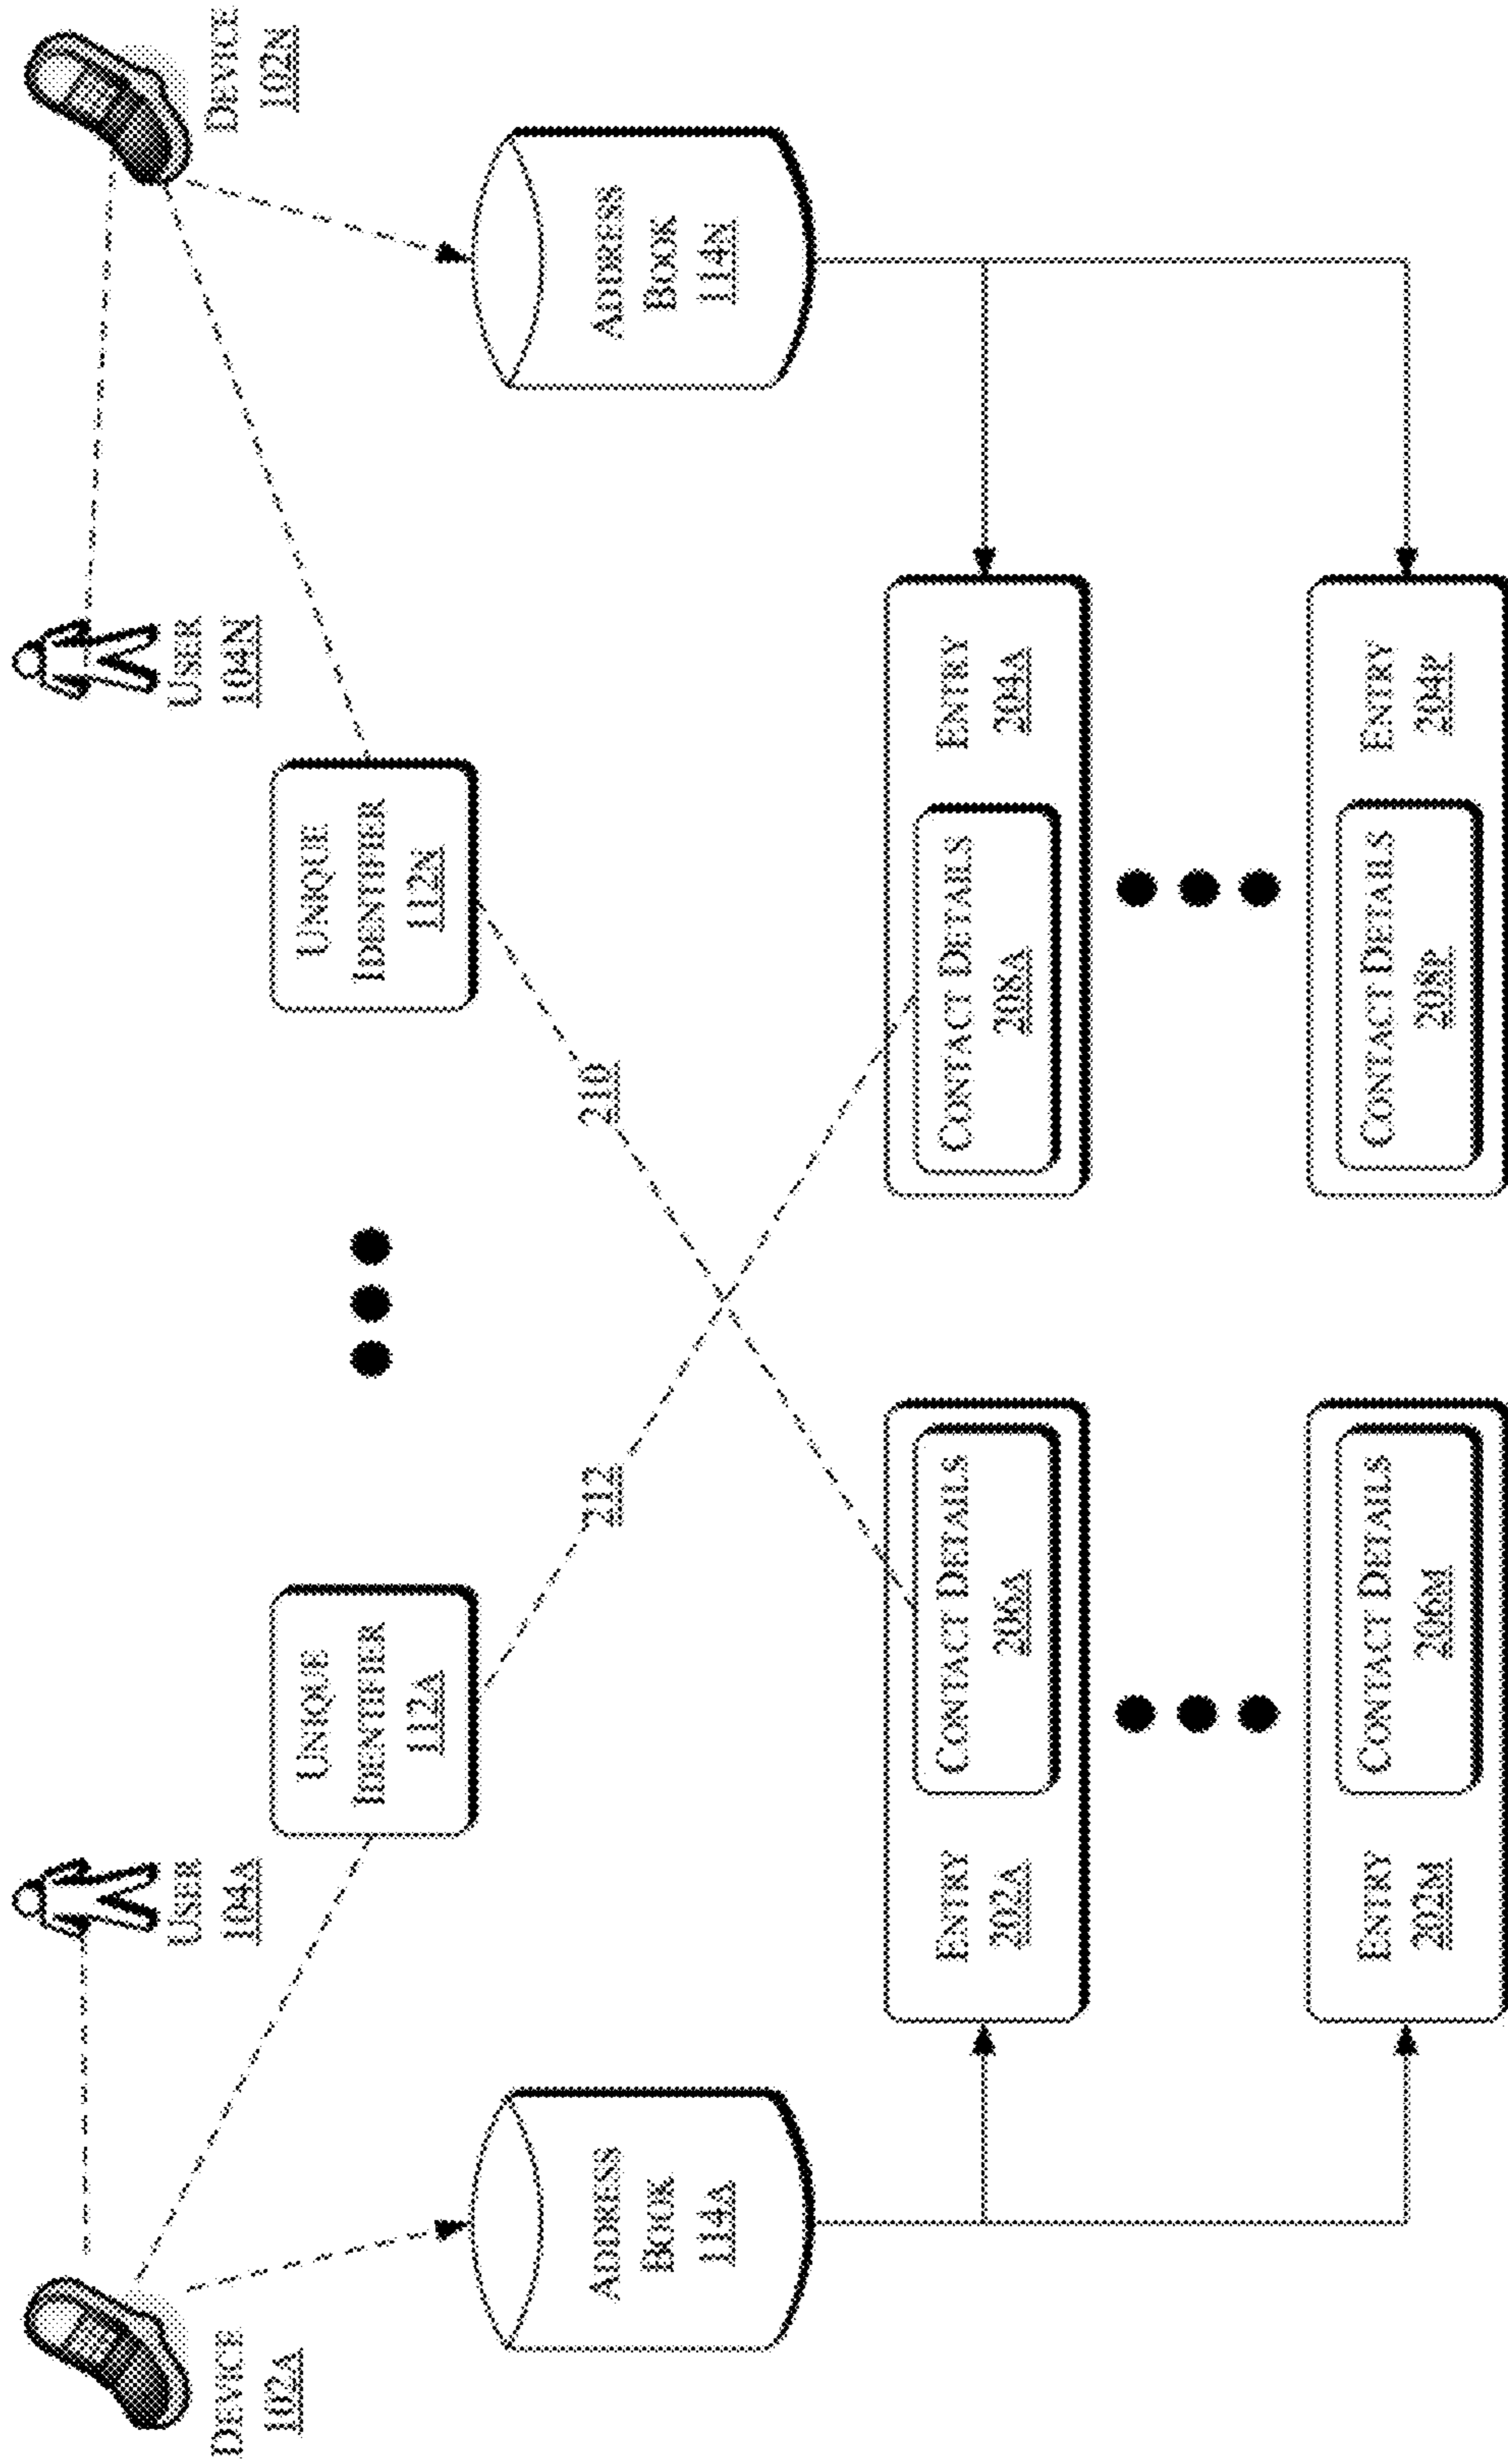 DEVICE
102A
USER
104A
USER
104N
DEVICE
102N
UNIQUE
IDENTIFIER
112A
UNIQUE
IDENTIFIER
112N
ADDRESS
BOOK
114A
212
210
ADDRESS
BOOK
114N
ENTRY
202A
CONTACT DETAILS
206A
CONTACT DETAILS
208A
ENTRY
204A
ENTRY
202M
CONTACT DETAILS
206M
CONTACT DETAILS
208P
ENTRY
204P